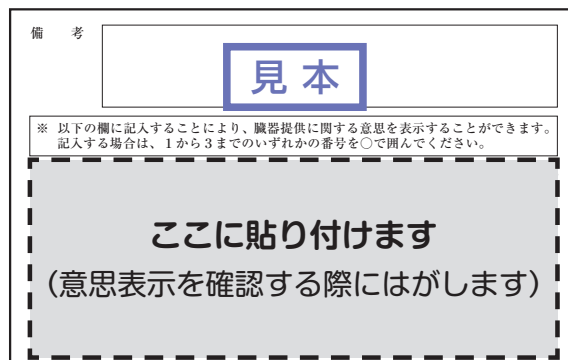 備　考
見 本
※ 以下の欄に記入することにより、臓器提供に関する意思を表示することができます。
記入する場合は、1から3までのいずれかの番号を○で囲んでください。
ここに貼り付けます
（意思表示を確認する際にはがします）